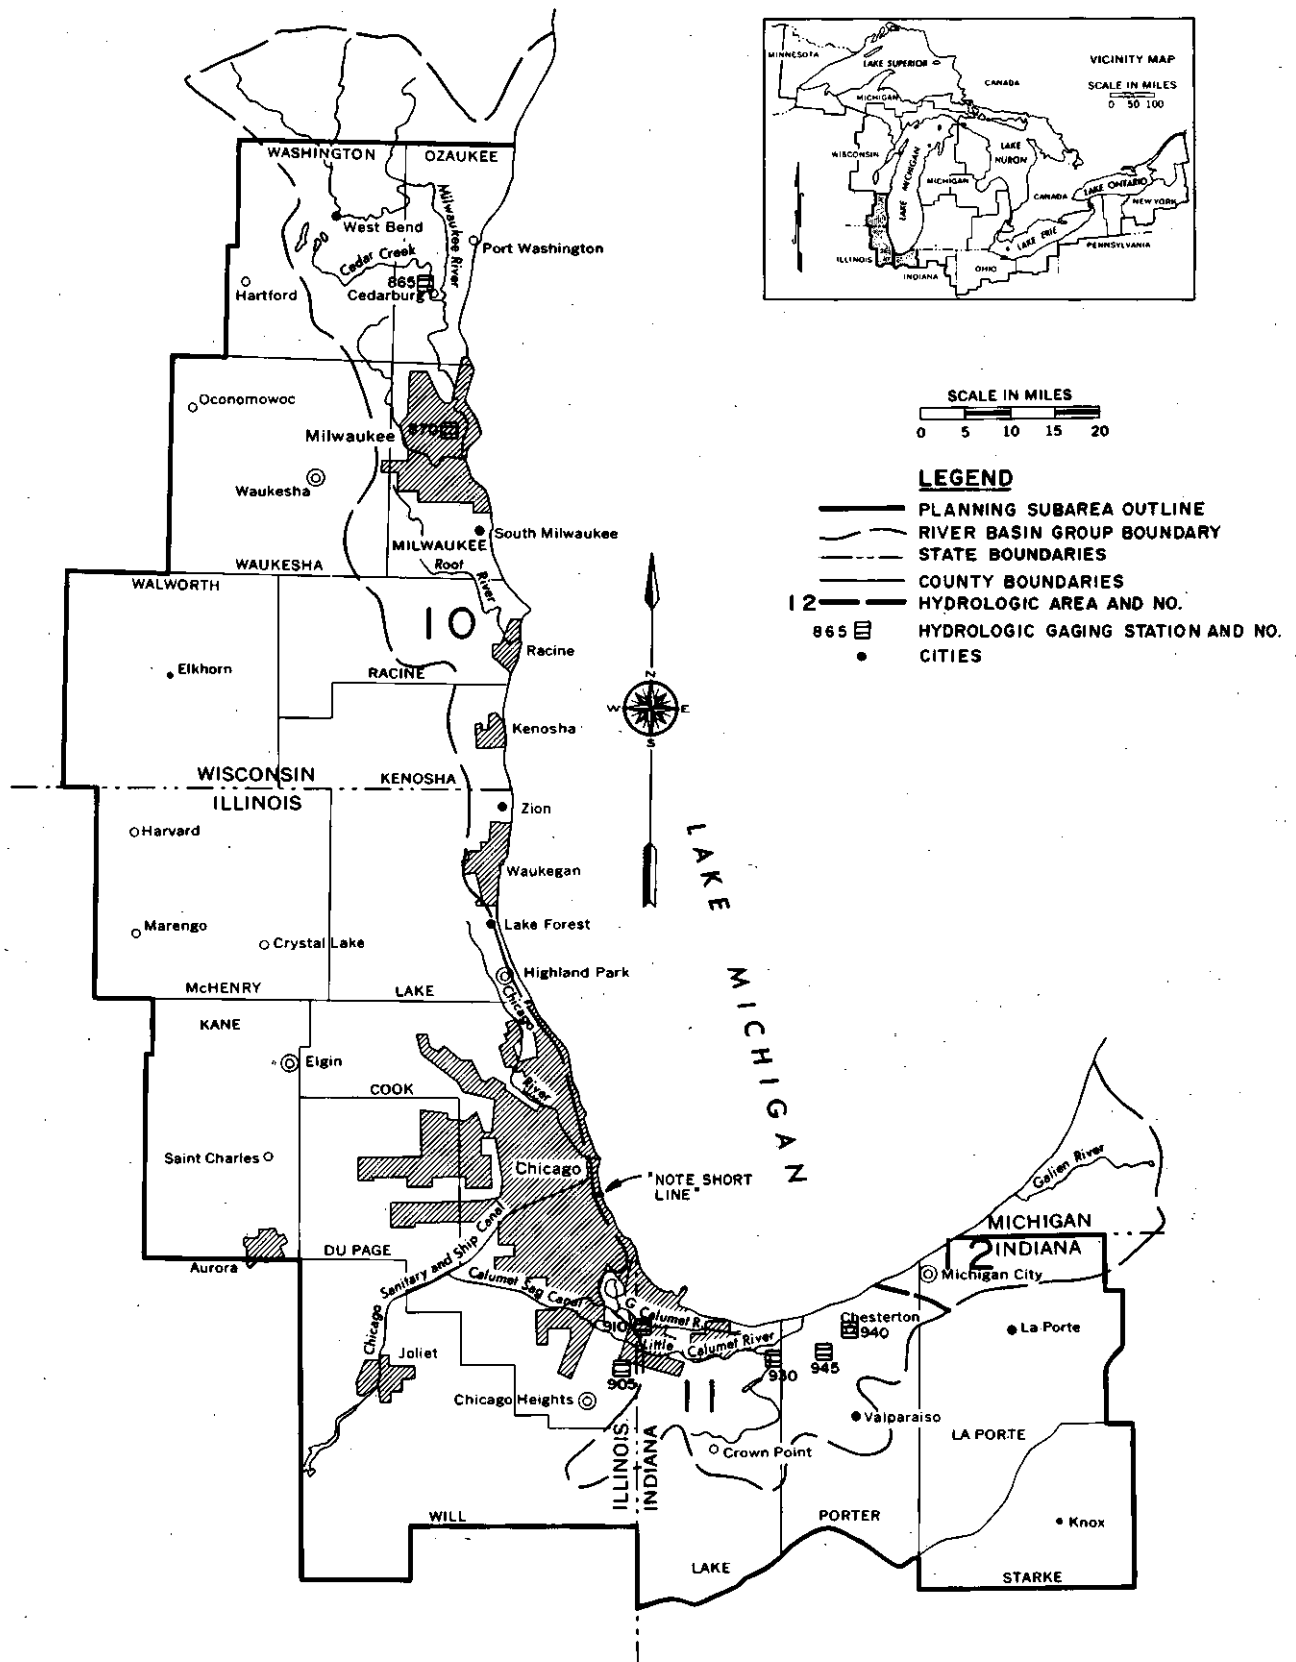 VICINITY MAP
SCALE IN MILES
0 50 100
MINNESOTA
LAKE SUPERIOR
CANADA
MICHIGAN
WISCONSIN
LAKE MICHIGAN
MICHIGAN
LAKE HURON
CANADA
LAKE ONTARIO
NEW YORK
LAKE ERIE
PENNSYLVANIA
ILLINOIS
INDIANA
OHIO
WASHINGTON
OZAUKEE
West Bend
Milwaukee River
Port Washington
Cedar Creek
865
Cedarburg
Hartford
Oconomowoc
870
Milwaukee
Waukesha
South Milwaukee
MILWAUKEE
WAUKESHA
Root River
WALWORTH
10
Racine
Elkhorn
RACINE
Kenosha
WISCONSIN
KENOSHA
ILLINOIS
Zion
Harvard
Waukegan
Marengo
Lake Forest
Crystal Lake
Highland Park
McHENRY
LAKE
Chicago River
KANE
Elgin
COOK
Saint Charles
Chicago
"NOTE SHORT
LINE"
DU PAGE
Aurora
Chicago Sanitary and Ship Canal
Calumet Sag Canal
G Calumet R.
Little Calumet River
910
Joliet
905
930
945
940
Chesterton
Chicago Heights
11
Valparaiso
Crown Point
ILLINOIS
INDIANA
WILL
LAKE
PORTER
LA PORTE
Knox
STARKE
La Porte
Michigan City
12
MICHIGAN
INDIANA
Galien River
LAKE MICHIGAN
N
W E
S
SCALE IN MILES
0 5 10 15 20
LEGEND
PLANNING SUBAREA OUTLINE
RIVER BASIN GROUP BOUNDARY
STATE BOUNDARIES
COUNTY BOUNDARIES
12 HYDROLOGIC AREA AND NO.
865 HYDROLOGIC GAGING STATION AND NO.
CITIES